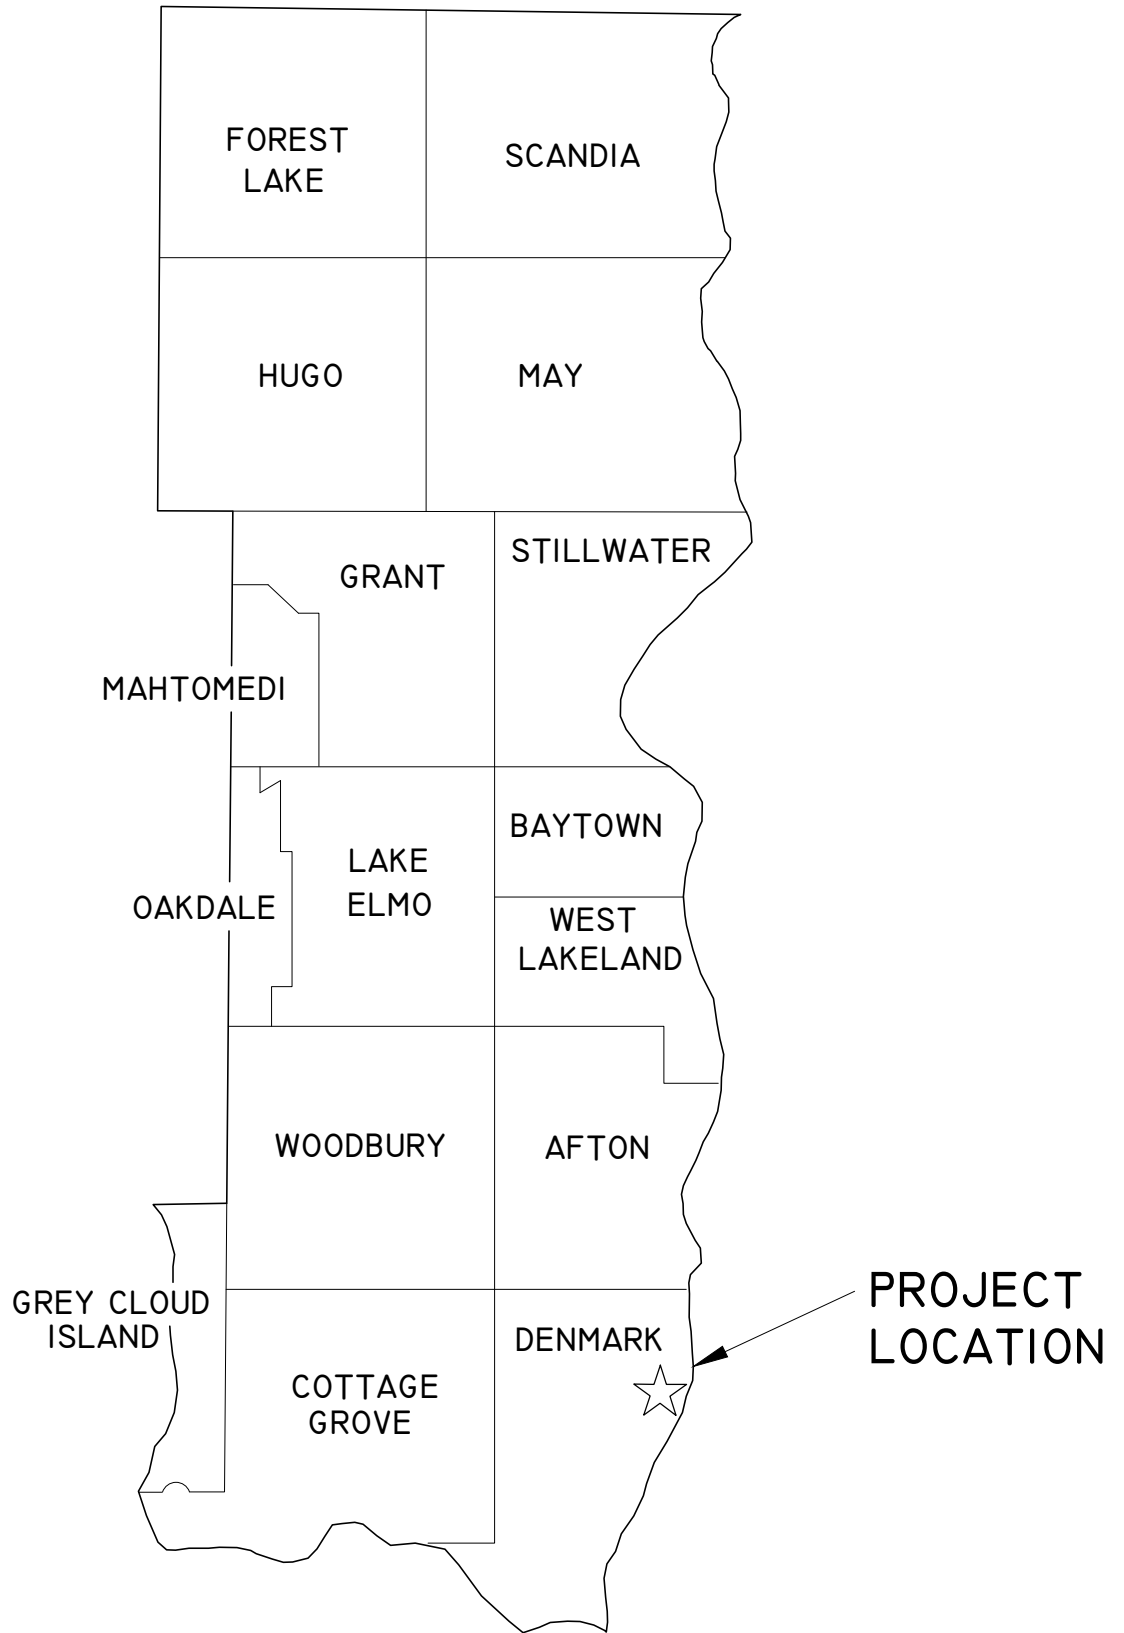 FOREST
LAKE
SCANDIA
HUGO
MAY
GRANT
STILLWATER
MAHTOMEDI
BAYTOWN
LAKE
ELMO
OAKDALE
WEST
LAKELAND
WOODBURY
AFTON
GREY CLOUD
ISLAND
DENMARK
PROJECT
LOCATION
COTTAGE
GROVE